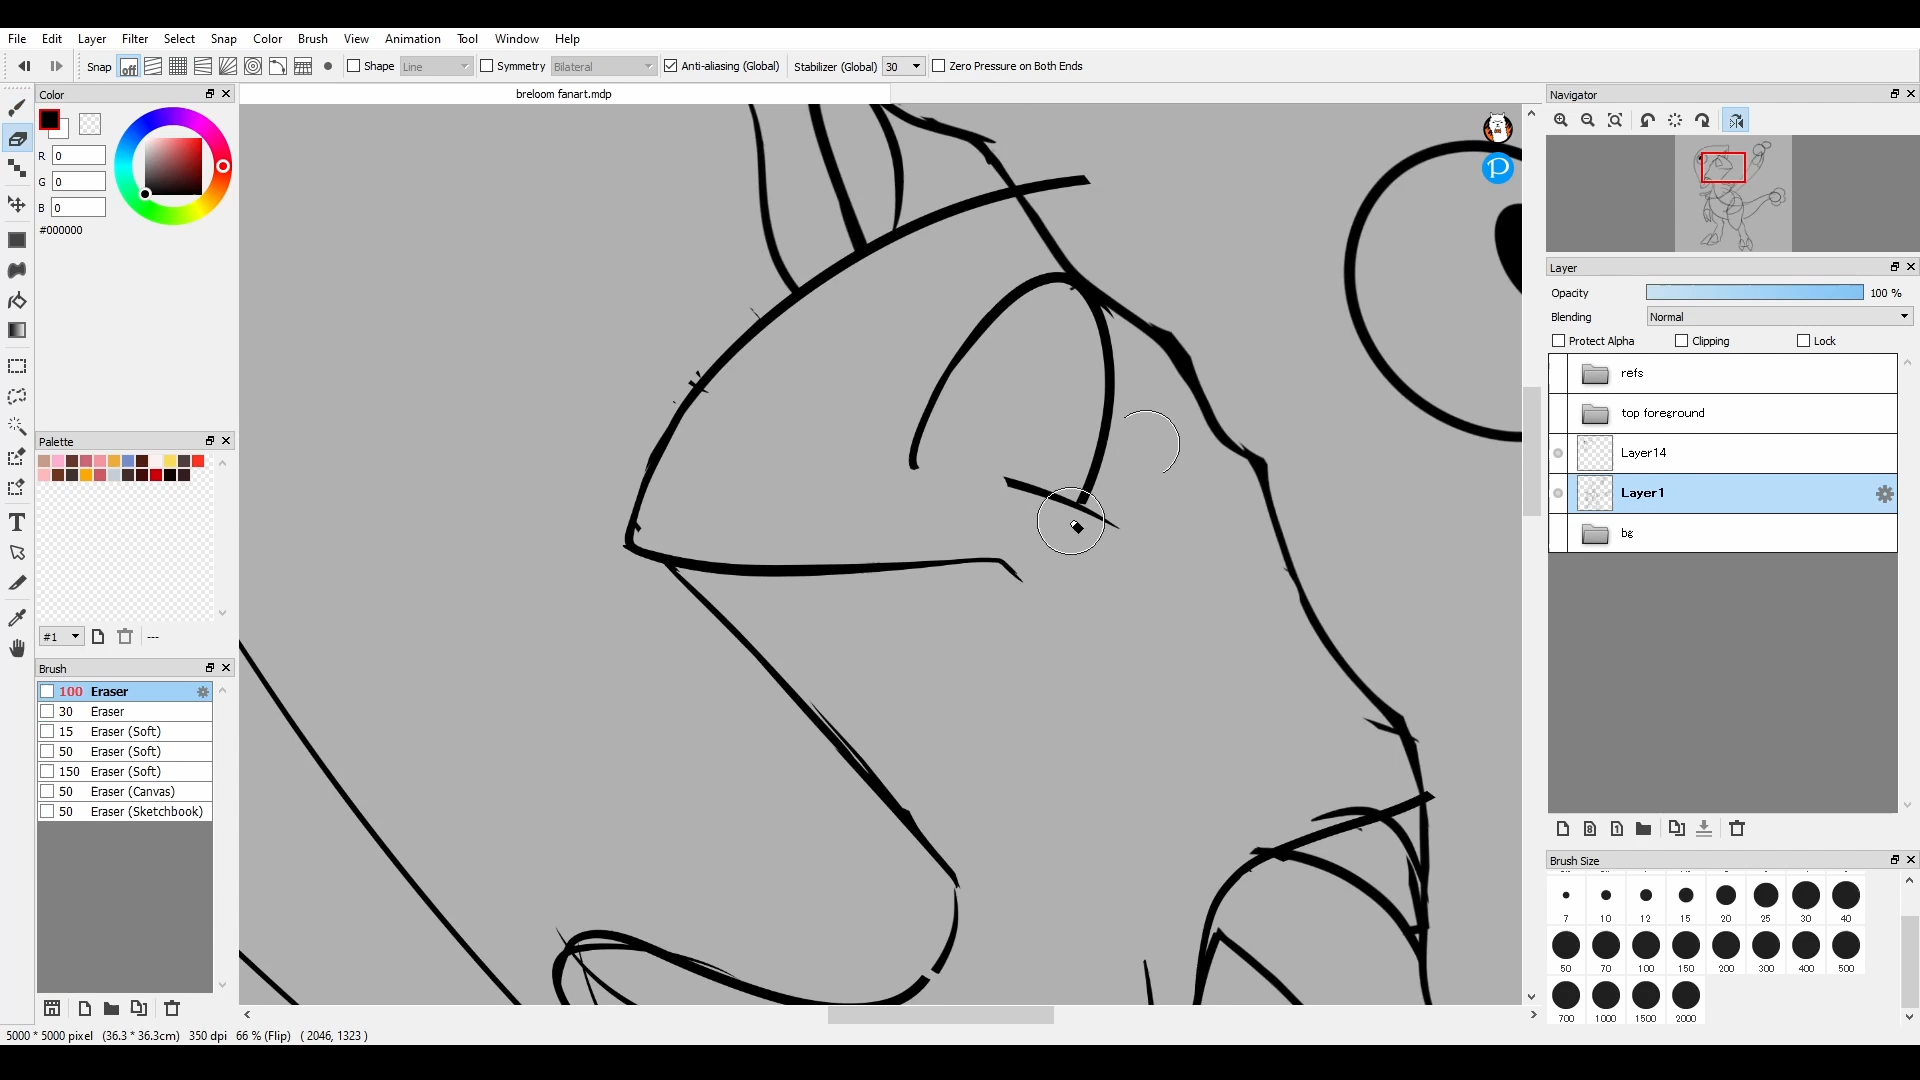 File Edit Layer Filter Select Snap Color Brush View Animation Tool Window Help
Snap off Shape Line Symmetry Bilateral Anti-aliasing (Global) Stabilizer (Global) 30 Zero Pressure on Both Ends
Color
breloom fanart.mdp
R 0
G 0
B 0
#000000
Palette
#1 ---
Brush
100 Eraser
30 Eraser
15 Eraser (Soft)
50 Eraser (Soft)
150 Eraser (Soft)
50 Eraser (Canvas)
50 Eraser (Sketchbook)
P
Navigator
Layer
Opacity 100 %
Blending Normal
Protect Alpha Clipping Lock
refs
top foreground
Layer14
Layer1
bg
8 1
Brush Size
7 10 12 15 20 25 30 40
50 70 100 150 200 300 400 500
700 1000 1500 2000
T
5000 * 5000 pixel (36.3 * 36.3cm) 350 dpi 66 % (Flip) ( 2046, 1323 )